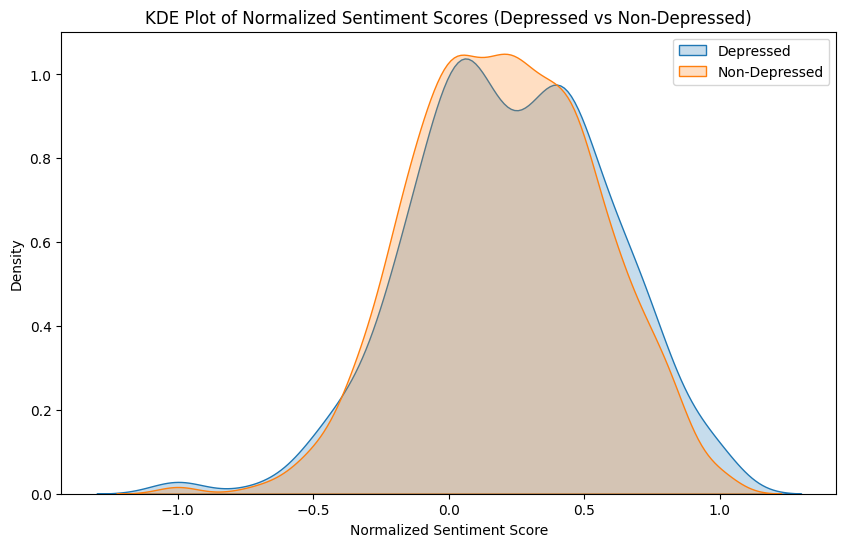 KDE Plot of Normalized Sentiment Scores (Depressed vs Non-Depressed)
Depressed
Non-Depressed
1.0
0.8
0.6
0.4
0.2
0.0
Density
-1.0 -0.5 0.0 0.5 1.0
Normalized Sentiment Score